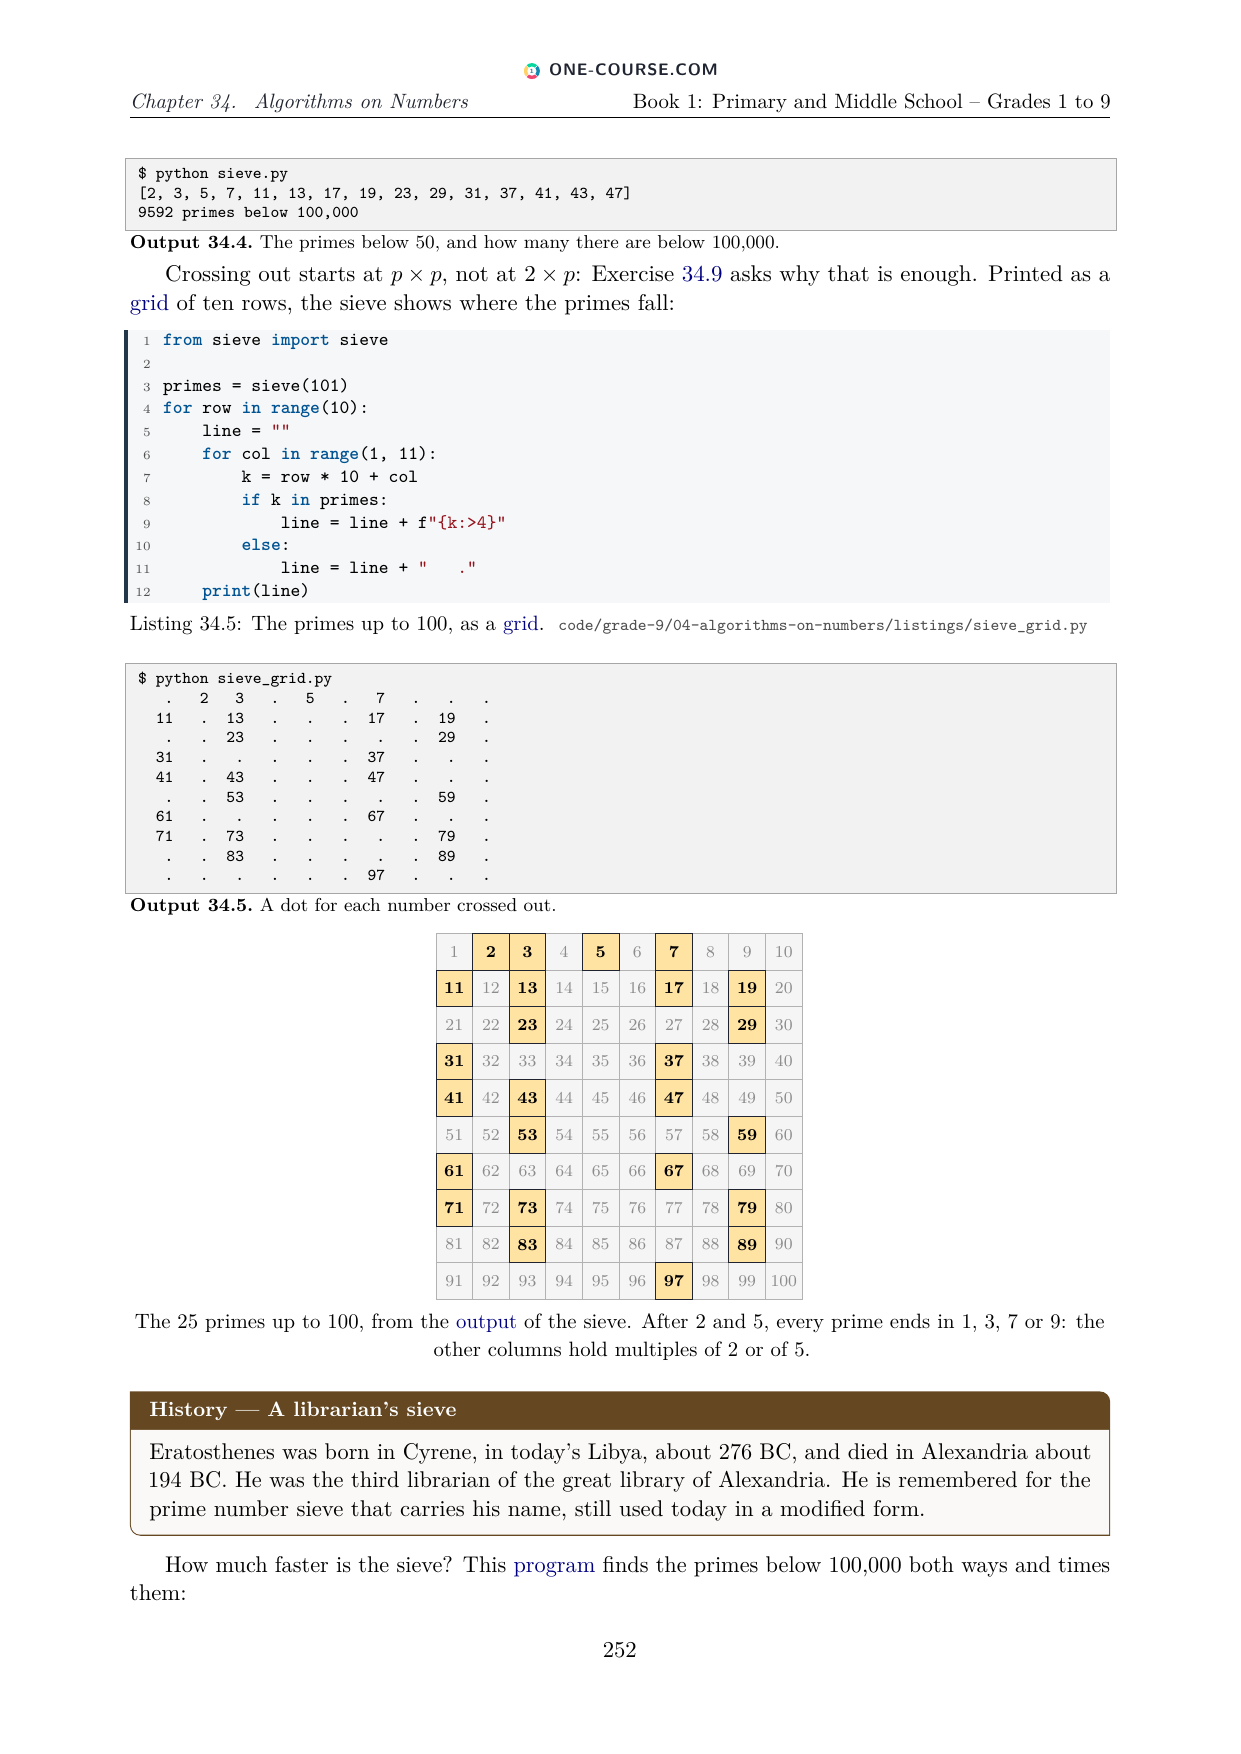 ONE-COURSE.COM
Chapter 34. Algorithms on Numbers Book 1: Primary and Middle School – Grades 1 to 9
$ python sieve.py
[2, 3, 5, 7, 11, 13, 17, 19, 23, 29, 31, 37, 41, 43, 47]
9592 primes below 100,000
Output 34.4. The primes below 50, and how many there are below 100,000.
Crossing out starts at p × p, not at 2 × p: Exercise 34.9 asks why that is enough. Printed as a
grid of ten rows, the sieve shows where the primes fall:
1 from sieve import sieve
2
3 primes = sieve(101)
4 for row in range(10):
5     line = ""
6     for col in range(1, 11):
7         k = row * 10 + col
8         if k in primes:
9             line = line + f"{k:>4}"
10         else:
11             line = line + "   ."
12     print(line)
Listing 34.5: The primes up to 100, as a grid. code/grade-9/04-algorithms-on-numbers/listings/sieve_grid.py
$ python sieve_grid.py
   .   2   3   .   5   .   7   .   .   .
  11   .  13   .   .   .  17   .  19   .
   .   .  23   .   .   .   .   .  29   .
  31   .   .   .   .   .  37   .   .   .
  41   .  43   .   .   .  47   .   .   .
   .   .  53   .   .   .   .   .  59   .
  61   .   .   .   .   .  67   .   .   .
  71   .  73   .   .   .   .   .  79   .
   .   .  83   .   .   .   .   .  89   .
   .   .   .   .   .   .  97   .   .   .
Output 34.5. A dot for each number crossed out.
1 2 3 4 5 6 7 8 9 10
11 12 13 14 15 16 17 18 19 20
21 22 23 24 25 26 27 28 29 30
31 32 33 34 35 36 37 38 39 40
41 42 43 44 45 46 47 48 49 50
51 52 53 54 55 56 57 58 59 60
61 62 63 64 65 66 67 68 69 70
71 72 73 74 75 76 77 78 79 80
81 82 83 84 85 86 87 88 89 90
91 92 93 94 95 96 97 98 99 100
The 25 primes up to 100, from the output of the sieve. After 2 and 5, every prime ends in 1, 3, 7 or 9: the
other columns hold multiples of 2 or of 5.
History — A librarian's sieve
Eratosthenes was born in Cyrene, in today's Libya, about 276 BC, and died in Alexandria about
194 BC. He was the third librarian of the great library of Alexandria. He is remembered for the
prime number sieve that carries his name, still used today in a modified form.
How much faster is the sieve? This program finds the primes below 100,000 both ways and times
them:
252